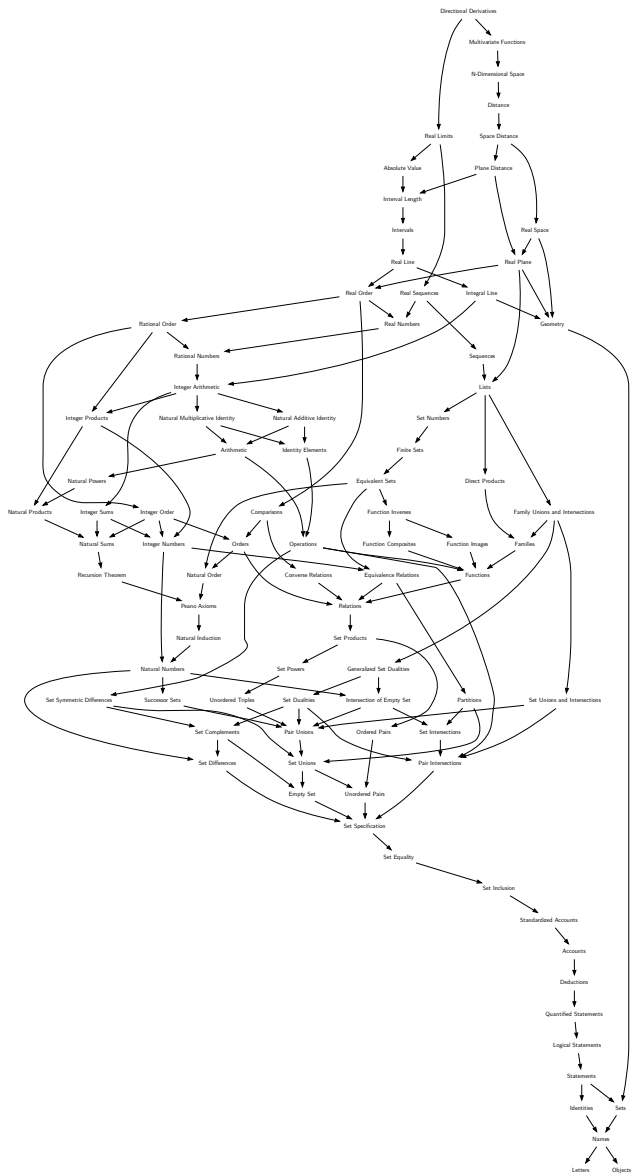 Directional Derivatives
Multivariate Functions
N-Dimensional Space
Distance
Real Limits
Space Distance
Absolute Value
Plane Distance
Interval Length
Intervals
Real Space
Real Line
Real Plane
Real Order
Real Sequences
Integral Line
Rational Order
Real Numbers
Geometry
Rational Numbers
Sequences
Integer Arithmetic
Lists
Integer Products
Natural Multiplicative Identity
Natural Additive Identity
Set Numbers
Arithmetic
Identity Elements
Finite Sets
Natural Powers
Equivalent Sets
Direct Products
Natural Products
Integer Sums
Integer Order
Comparisons
Function Inverses
Family Unions and Intersections
Natural Sums
Integer Numbers
Orders
Operations
Function Composites
Function Images
Families
Recursion Theorem
Natural Order
Converse Relations
Equivalence Relations
Functions
Peano Axioms
Relations
Natural Induction
Set Products
Natural Numbers
Set Powers
Generalized Set Dualities
Set Symmetric Differences
Successor Sets
Unordered Triples
Set Dualities
Intersection of Empty Set
Partitions
Set Unions and Intersections
Set Complements
Pair Unions
Ordered Pairs
Set Intersections
Set Differences
Set Unions
Pair Intersections
Empty Set
Unordered Pairs
Set Specification
Set Equality
Set Inclusion
Standardized Accounts
Accounts
Deductions
Quantified Statements
Logical Statements
Statements
Identities
Sets
Names
Letters
Objects